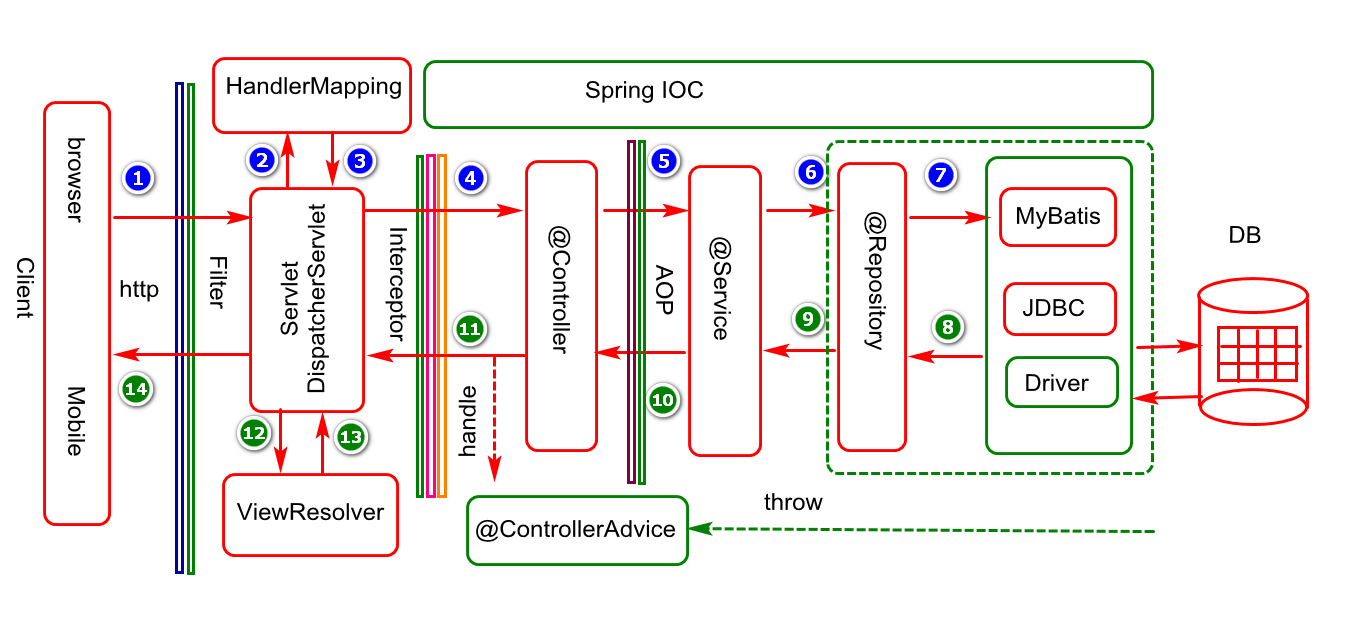 HandlerMapping
Spring IOC
browser
1
2
3
4
5
6
7
@Controller
@Service
@Repository
MyBatis
DB
Client
http
Filter
Servlet
DispatcherServlet
Interceptor
AOP
JDBC
11
9
8
Mobile
14
handle
10
Driver
12
13
ViewResolver
@ControllerAdvice
throw